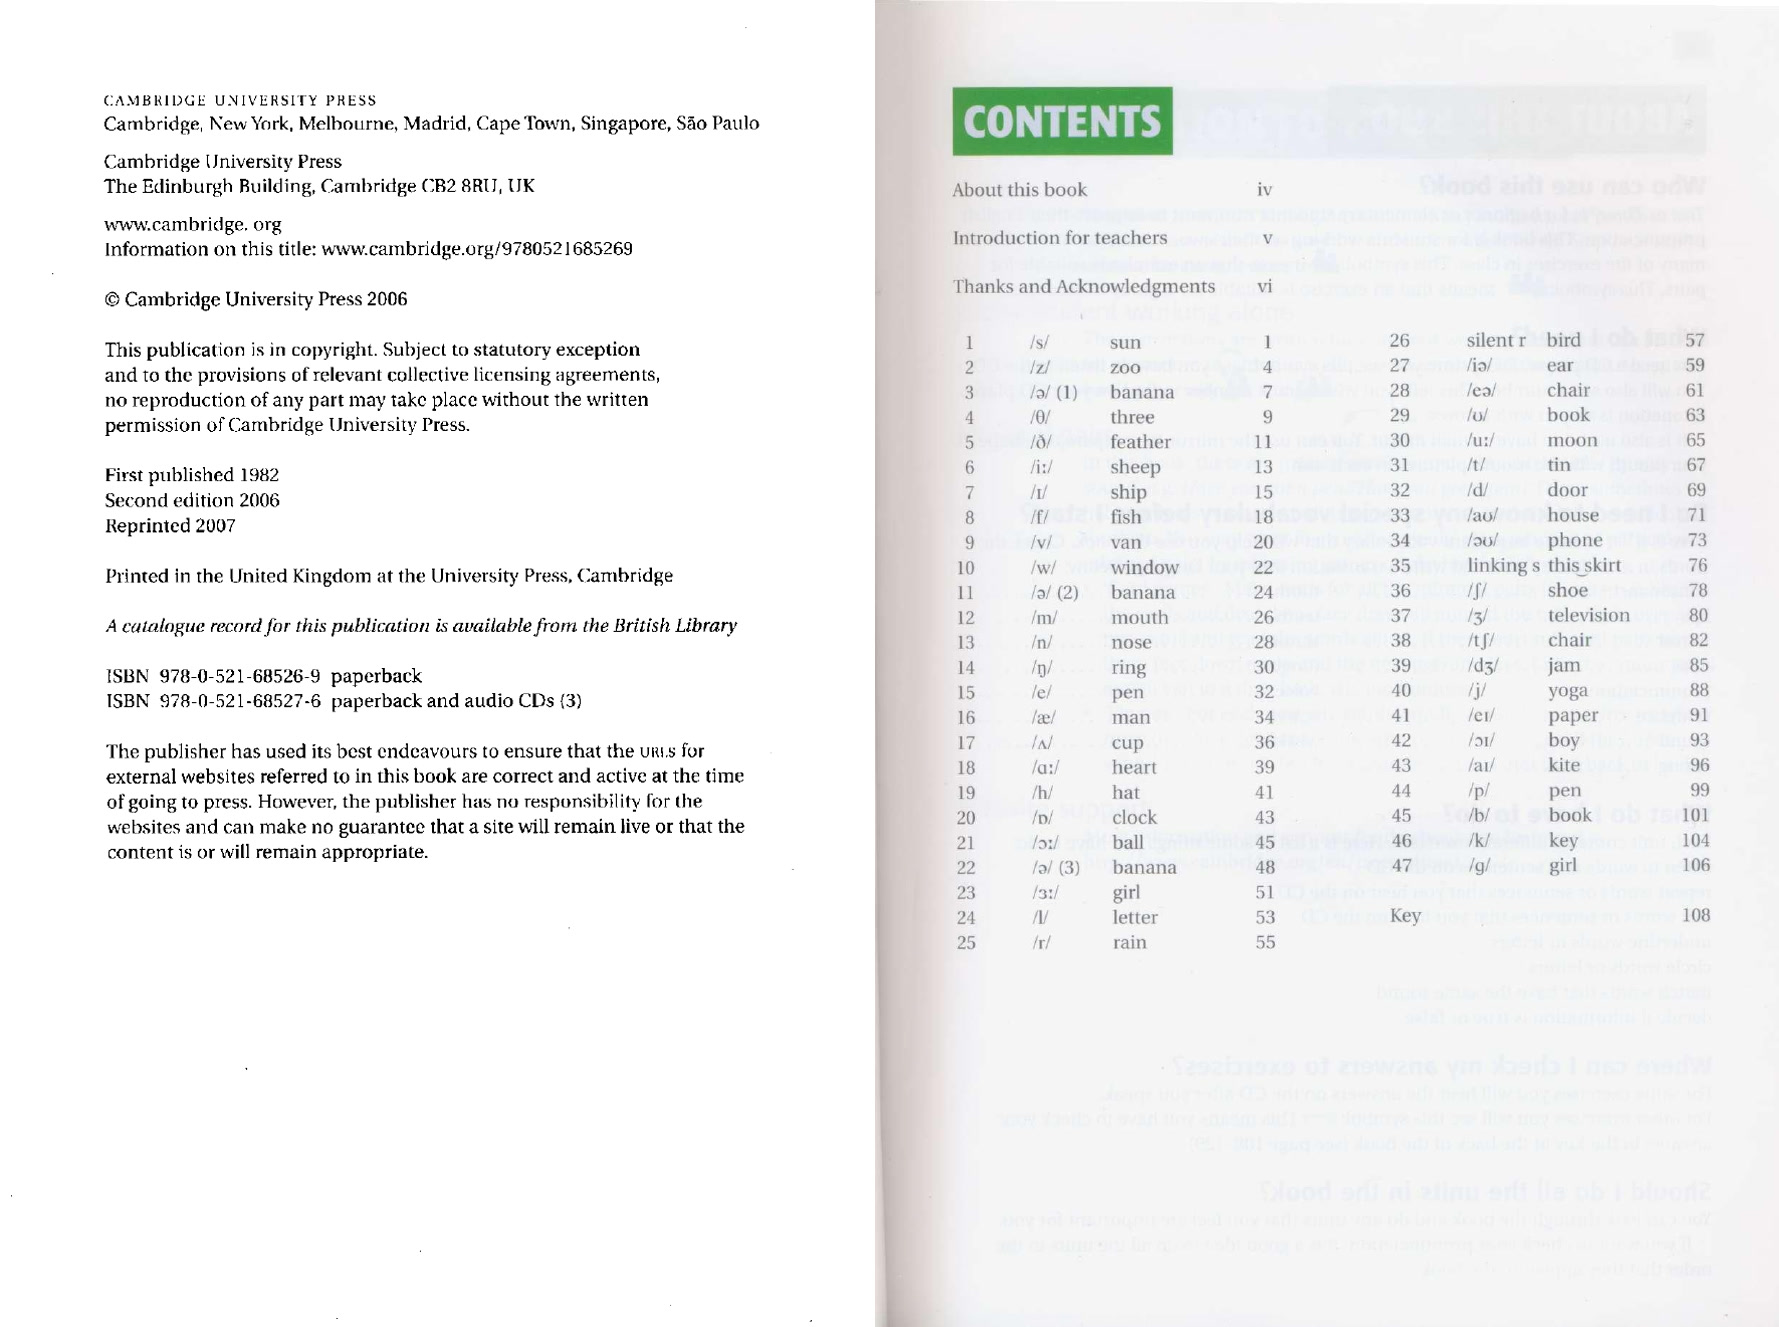 CAMBRIDGE UNIVERSITY PRESS
Cambridge, New York, Melbourne, Madrid, Cape Town, Singapore, São Paulo
Cambridge University Press
The Edinburgh Building, Cambridge CB2 8RU, UK
www.cambridge. org
Information on this title: www.cambridge.org/9780521685269
© Cambridge University Press 2006
This publication is in copyright. Subject to statutory exception
and to the provisions of relevant collective licensing agreements,
no reproduction of any part may take place without the written
permission of Cambridge University Press.
First published 1982
Second edition 2006
Reprinted 2007
Printed in the United Kingdom at the University Press, Cambridge
A catalogue record for this publication is available from the British Library
ISBN 978-0-521-68526-9 paperback
ISBN 978-0-521-68527-6 paperback and audio CDs (3)
The publisher has used its best endeavours to ensure that the URLs for
external websites referred to in this book are correct and active at the time
of going to press. However, the publisher has no responsibility for the
websites and can make no guarantee that a site will remain live or that the
content is or will remain appropriate.
CONTENTS
About this book iv
Introduction for teachers v
Thanks and Acknowledgments vi
1 /s/ sun 1
2 /z/ zoo 4
3 /ə/ (1) banana 7
4 /θ/ three 9
5 /ð/ feather 11
6 /iː/ sheep 13
7 /ɪ/ ship 15
8 /f/ fish 18
9 /v/ van 20
10 /w/ window 22
11 /ə/ (2) banana 24
12 /m/ mouth 26
13 /n/ nose 28
14 /ŋ/ ring 30
15 /e/ pen 32
16 /æ/ man 34
17 /ʌ/ cup 36
18 /ɑː/ heart 39
19 /h/ hat 41
20 /ɒ/ clock 43
21 /ɔː/ ball 45
22 /ə/ (3) banana 48
23 /ɜː/ girl 51
24 /l/ letter 53
25 /r/ rain 55
26 silent r bird 57
27 /iə/ ear 59
28 /eə/ chair 61
29 /ʊ/ book 63
30 /uː/ moon 65
31 /t/ tin 67
32 /d/ door 69
33 /aʊ/ house 71
34 /əʊ/ phone 73
35 linking s this‿skirt 76
36 /ʃ/ shoe 78
37 /ʒ/ television 80
38 /tʃ/ chair 82
39 /dʒ/ jam 85
40 /j/ yoga 88
41 /eɪ/ paper 91
42 /ɔɪ/ boy 93
43 /aɪ/ kite 96
44 /p/ pen 99
45 /b/ book 101
46 /k/ key 104
47 /g/ girl 106
Key 108